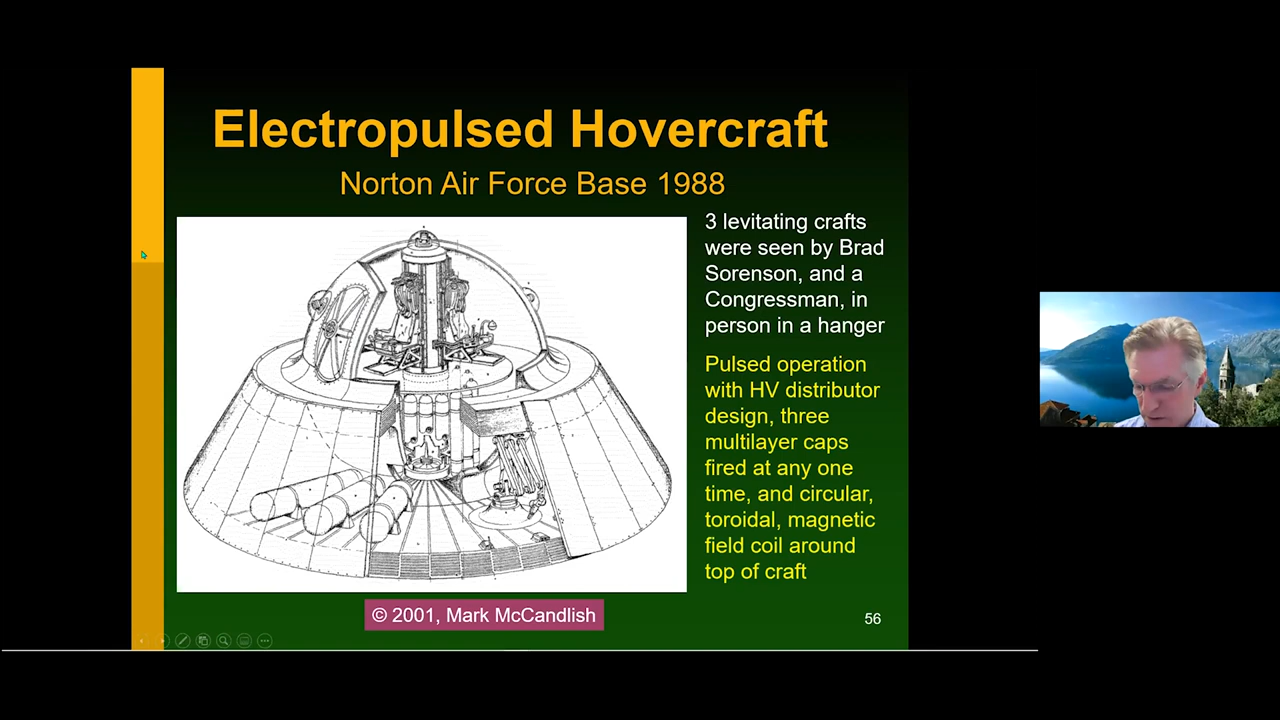 Electropulsed Hovercraft
Norton Air Force Base 1988
3 levitating crafts
were seen by Brad
Sorenson, and a
Congressman, in
person in a hanger
Pulsed operation
with HV distributor
design, three
multilayer caps
fired at any one
time, and circular,
toroidal, magnetic
field coil around
top of craft
© 2001, Mark McCandlish
56